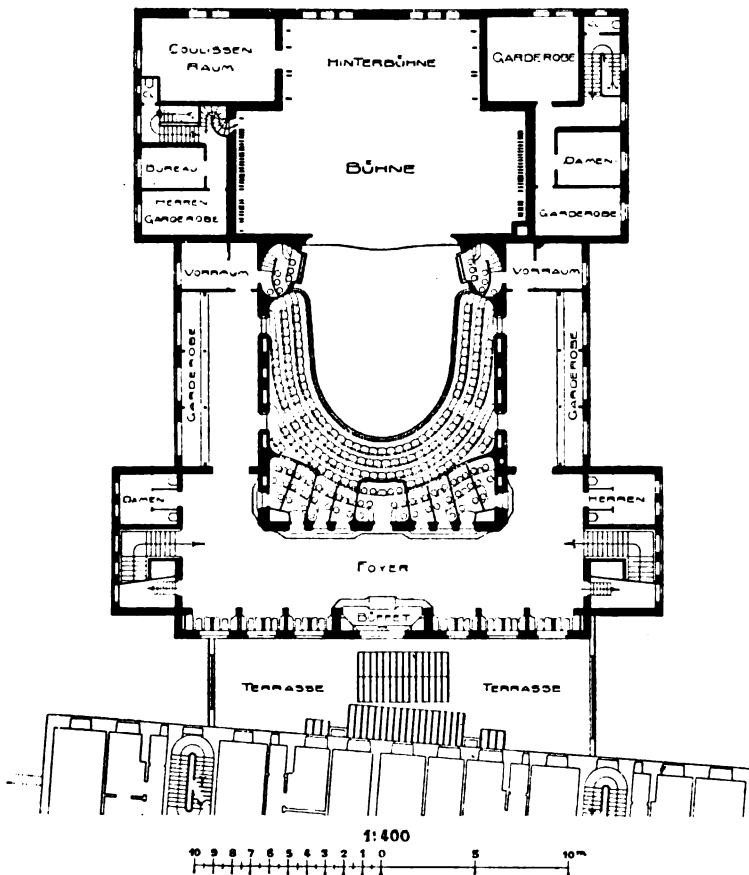 COULISSEN
RAUM
HINTERBÜHNE
GARDEROBE
BÜHNE
BUREAU
DAMEN
HERREN
GARDEROBE
GARDEROBE
VORRAUM
VORRAUM
GARDEROBE
GARDEROBE
DAMEN
HERREN
FOYER
BÜFFET
TERRASSE
TERRASSE
1:400
10 9 8 7 6 5 4 3 2 1 0 5 10m